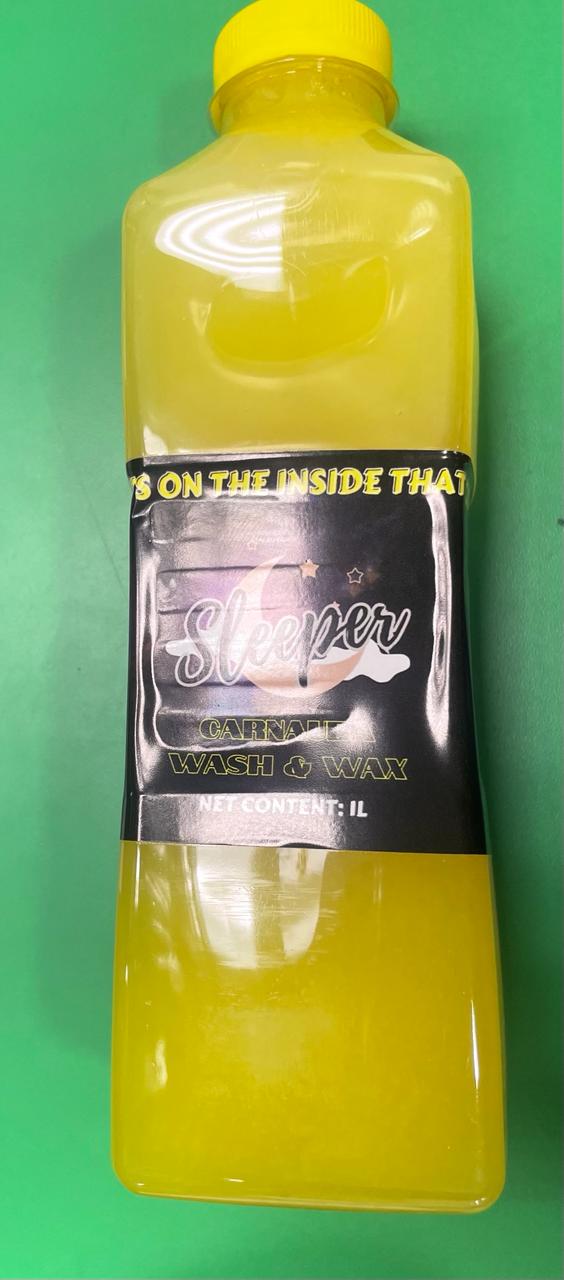 'S ON THE INSIDE THAT
Sleeper
CARNAUBA
WASH & WAX
NET CONTENT: 1L